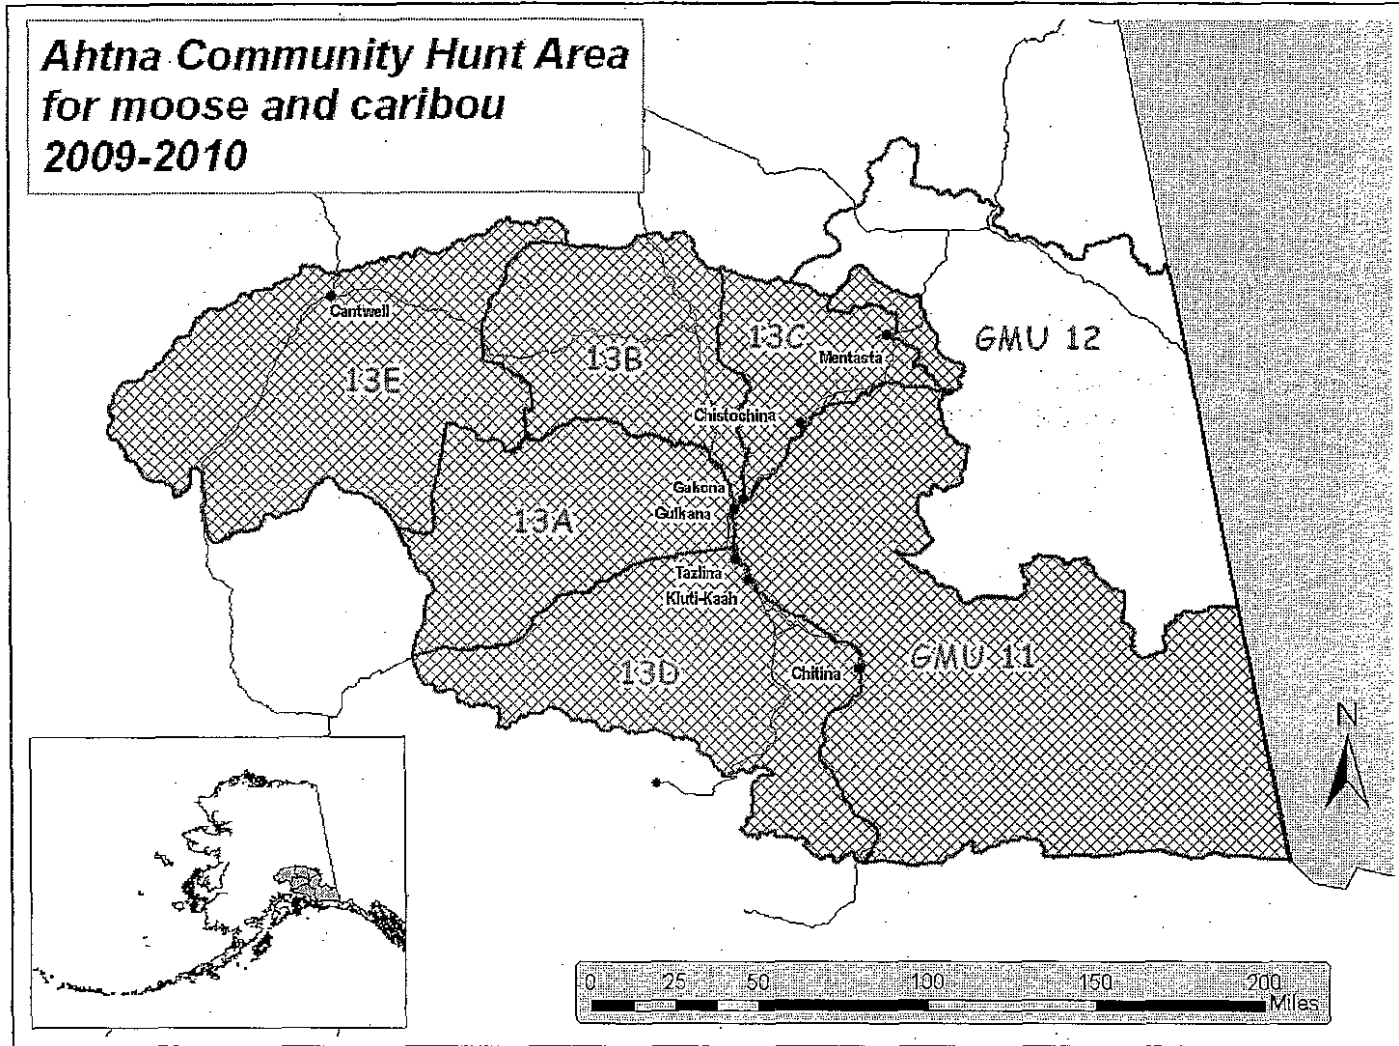 Ahtna Community Hunt Area
for moose and caribou
2009-2010
Cantwell
13E
13B
13C
Mentasta
GMU 12
Chistochina
Gakona
Gulkana
13A
Tazlina
Kluti-Kaah
13D
Chitina
GMU 11
N
0 25 50 100 150 200
Miles